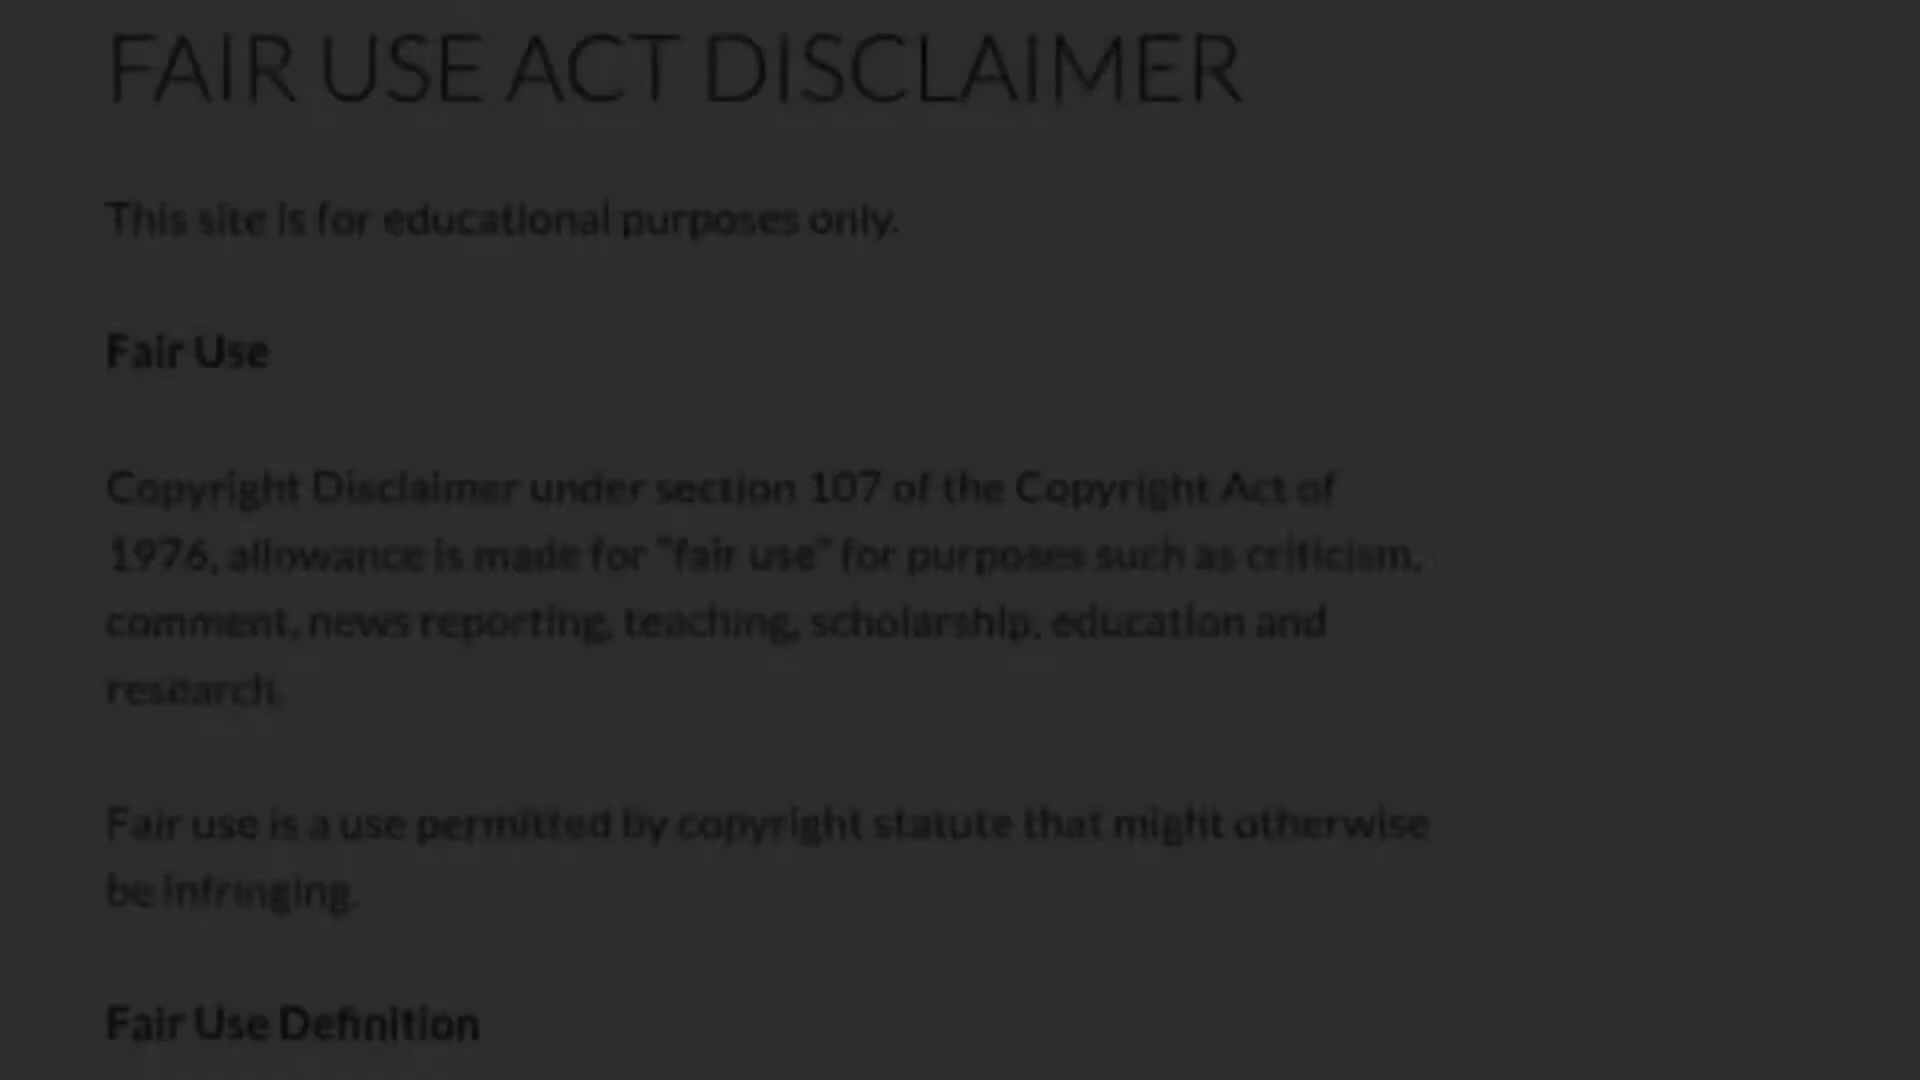 FAIR USE ACT DISCLAIMER
This site is for educational purposes only.
Fair Use
Copyright Disclaimer under section 107 of the Copyright Act of
1976, allowance is made for "fair use" for purposes such as criticism,
comment, news reporting, teaching, scholarship, education and
research.
Fair use is a use permitted by copyright statute that might otherwise
be infringing.
Fair Use Definition